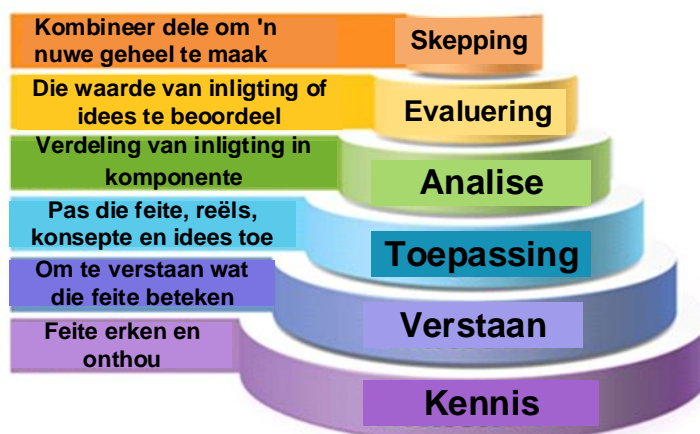 Kombineer dele om 'n
nuwe geheel te maak
Skepping
Die waarde van inligting of
idees te beoordeel
Evaluering
Verdeling van inligting in
komponente
Analise
Pas die feite, reëls,
konsepte en idees toe
Toepassing
Om te verstaan wat
die feite beteken
Verstaan
Feite erken en
onthou
Kennis